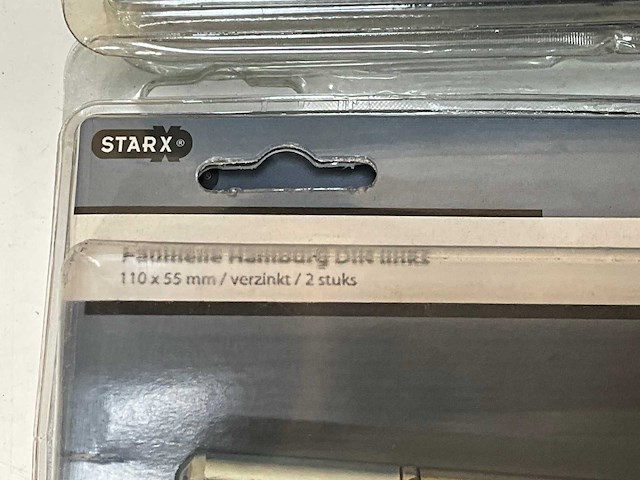 STARX®
Paumelle Hamburg DIN links
110 x 55 mm / verzinkt / 2 stuks